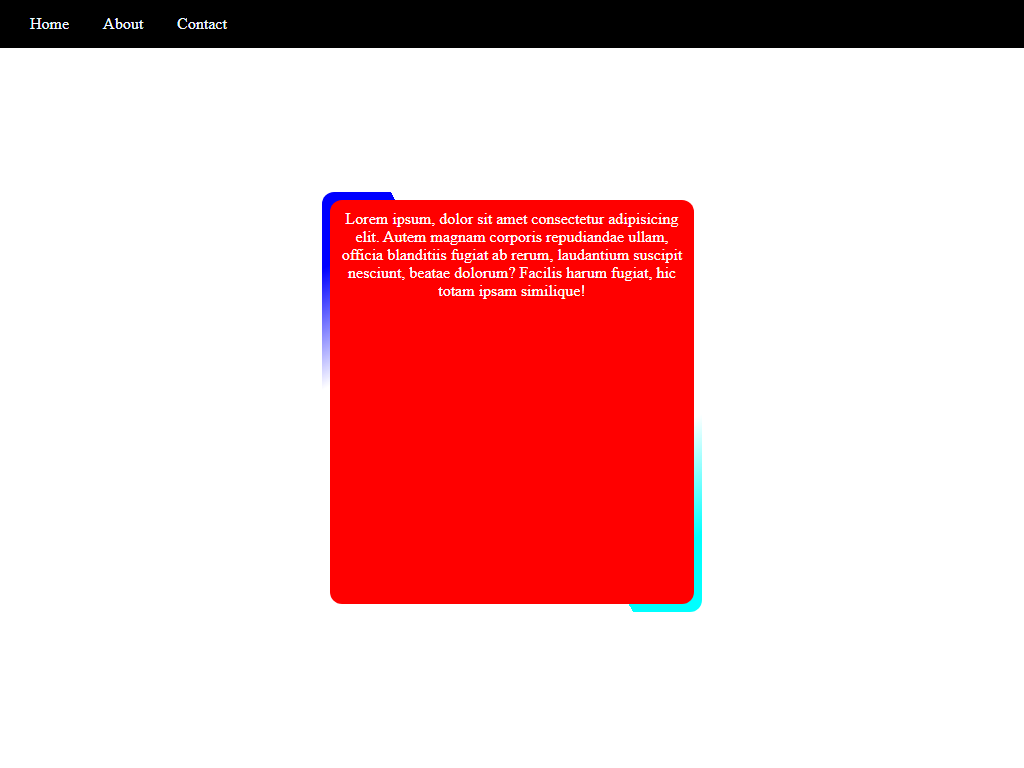 Home About Contact
Lorem ipsum, dolor sit amet consectetur adipisicing
elit. Autem magnam corporis repudiandae ullam,
officia blanditiis fugiat ab rerum, laudantium suscipit
nesciunt, beatae dolorum? Facilis harum fugiat, hic
totam ipsam similique!